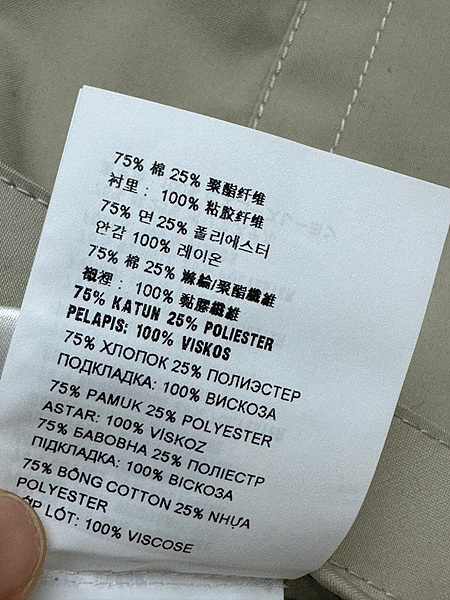 75% 棉 25% 聚酯纤维
衬里： 100% 粘胶纤维
75% 면 25% 폴리에스터
안감 100% 레이온
75% 棉 25% 滌綸/聚酯纖維
襯裡： 100% 黏膠纖維
75% KATUN 25% POLIESTER
PELAPIS: 100% VISKOS
75% ХЛОПОК 25% ПОЛИЭСТЕР
ПОДКЛАДКА: 100% ВИСКОЗА
75% PAMUK 25% POLYESTER
ASTAR: 100% VISKOZ
75% БАВОВНА 25% ПОЛІЕСТР
ПІДКЛАДКА: 100% ВІСКОЗА
75% BÔNG COTTON 25% NHỰA
POLYESTER
LÓT: 100% VISCOSE